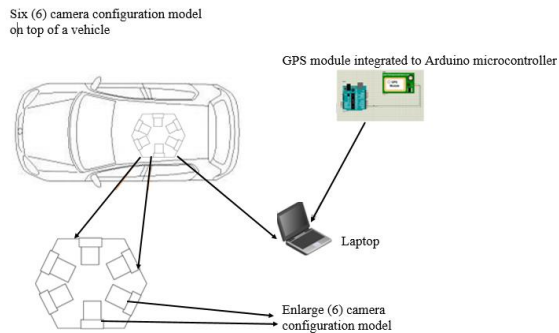 Six (6) camera configuration model
on top of a vehicle
GPS module integrated to Arduino microcontroller
Laptop
Enlarge (6) camera
configuration model